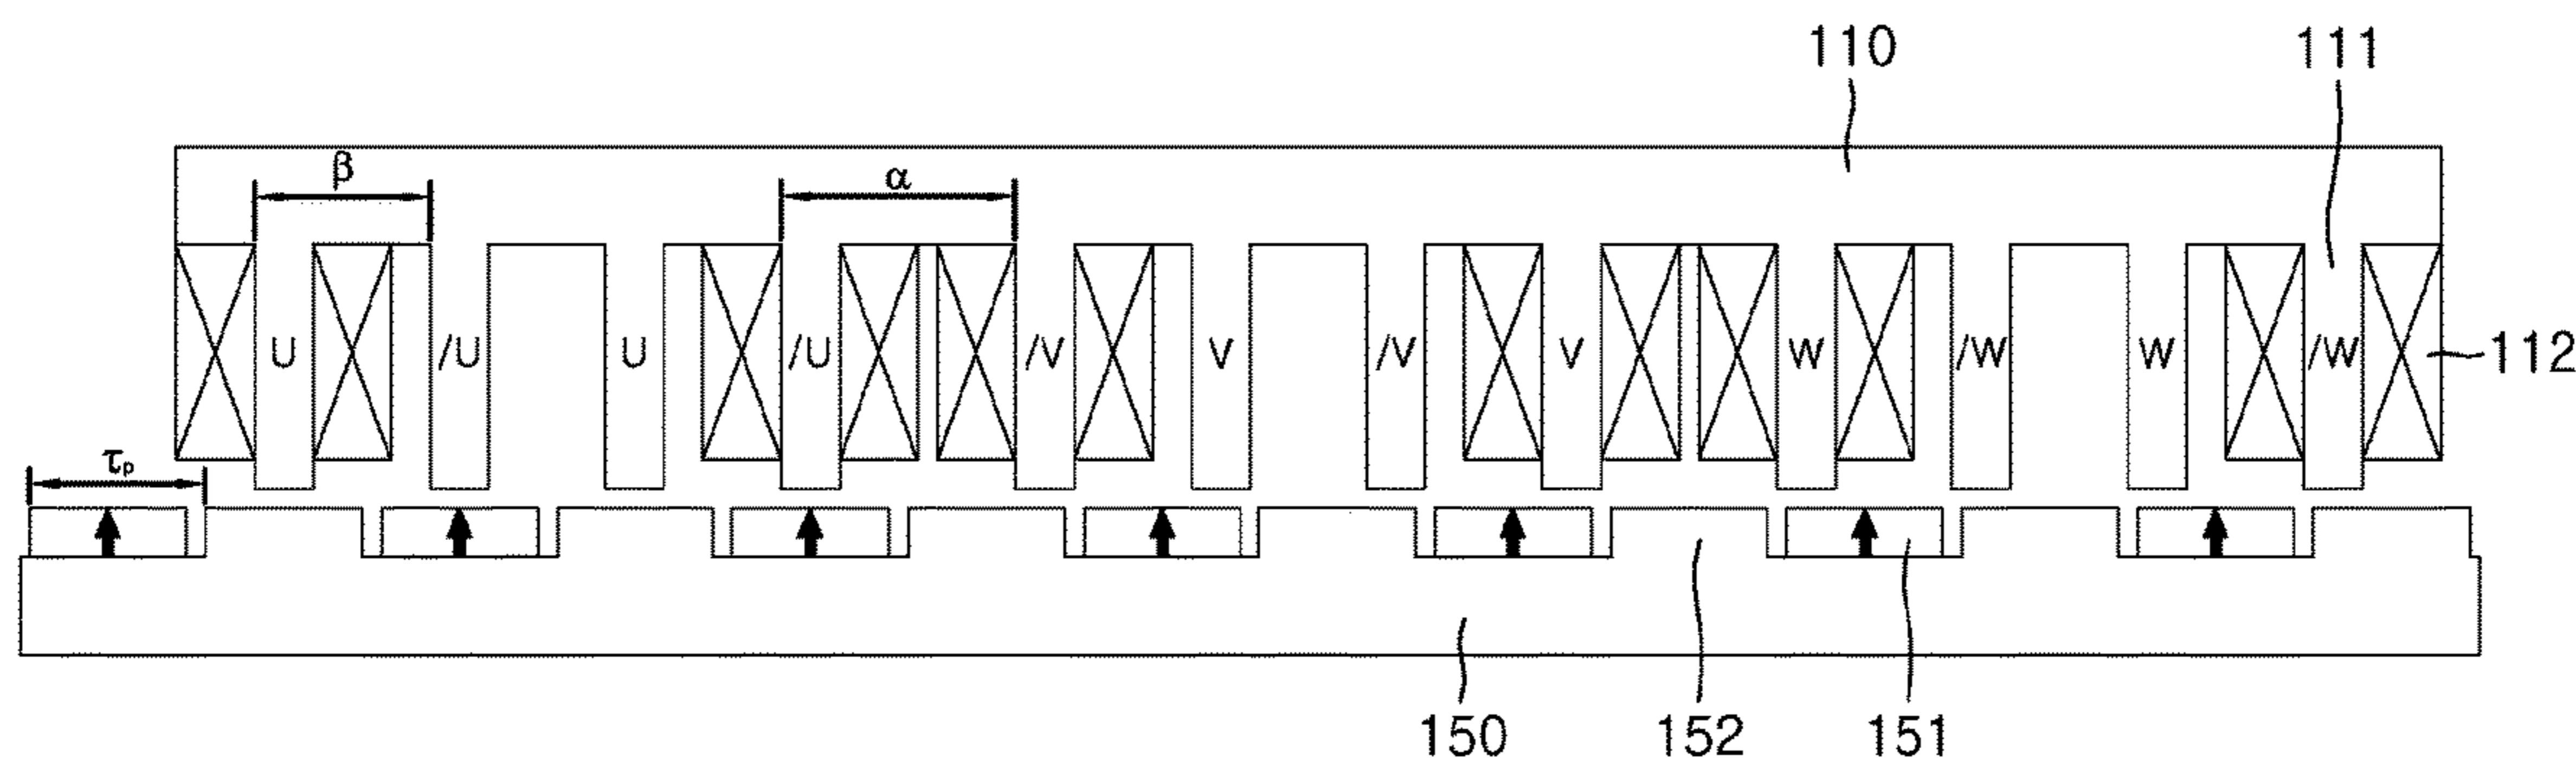 110 111
β α
U /U U /U /V V /V V W /W W /W 112
τp
150 152 151